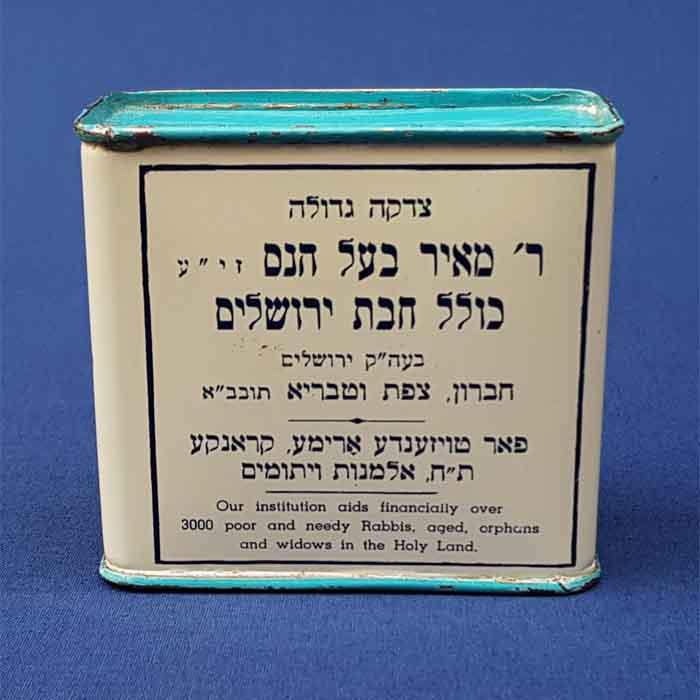 צדקה גדולה
ר׳ מאיר בעל הנס זי"ע
כולל חבת ירושלים
בעה"ק ירושלים
חברון, צפת וטבריא תובב"א
פאר טויזענדע אָרימע, קראנקע
ת"ח, אלמנות ויתומים
Our institution aids financially over
3000 poor and needy Rabbis, aged, orphans
and widows in the Holy Land.